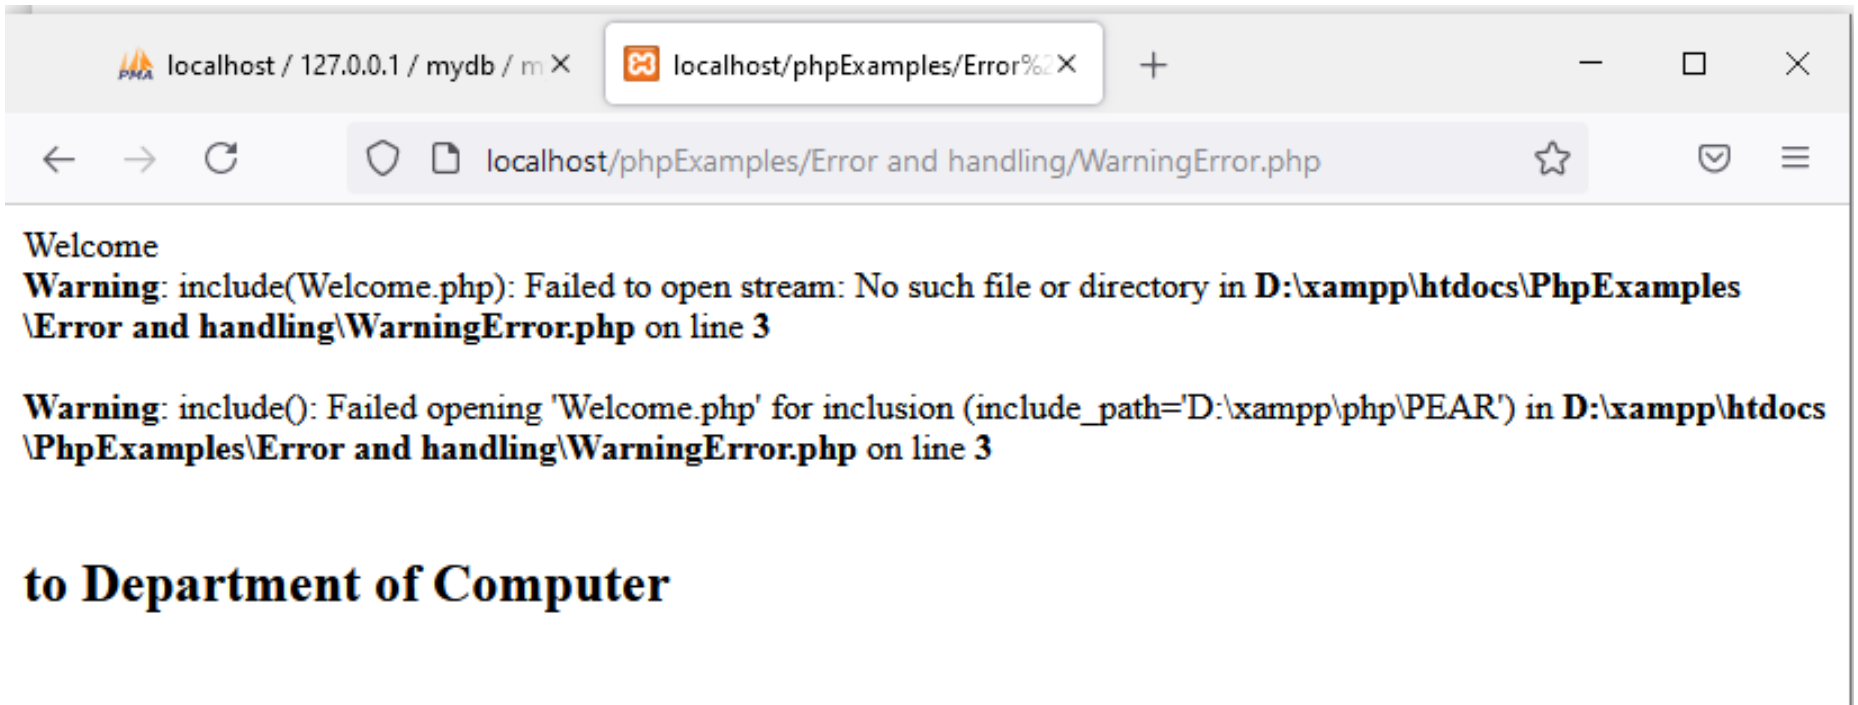 PMA localhost / 127.0.0.1 / mydb / m
localhost/phpExamples/Error%2
localhost/phpExamples/Error and handling/WarningError.php
Welcome
Warning: include(Welcome.php): Failed to open stream: No such file or directory in D:\xampp\htdocs\PhpExamples
\Error and handling\WarningError.php on line 3
Warning: include(): Failed opening 'Welcome.php' for inclusion (include_path='D:\xampp\php\PEAR') in D:\xampp\htdocs
\PhpExamples\Error and handling\WarningError.php on line 3
to Department of Computer